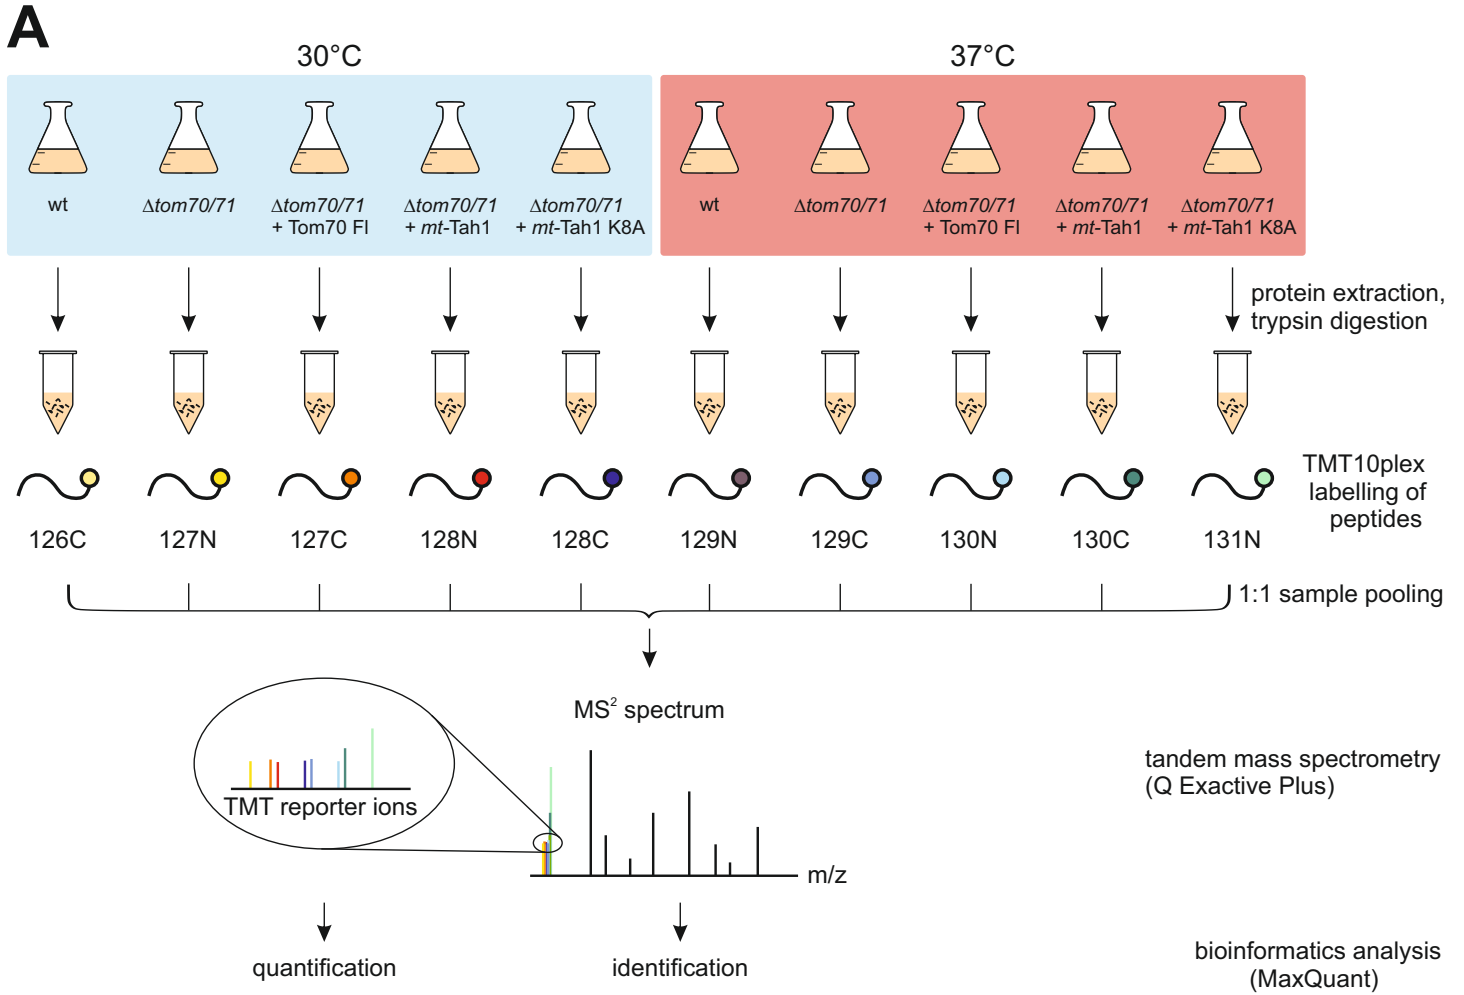 A
30°C
37°C
wt
Δtom70/71
Δtom70/71
+ Tom70 Fl
Δtom70/71
+ mt-Tah1
Δtom70/71
+ mt-Tah1 K8A
wt
Δtom70/71
Δtom70/71
+ Tom70 Fl
Δtom70/71
+ mt-Tah1
Δtom70/71
+ mt-Tah1 K8A
protein extraction,
trypsin digestion
TMT10plex
labelling of
peptides
126C
127N
127C
128N
128C
129N
129C
130N
130C
131N
1:1 sample pooling
MS² spectrum
TMT reporter ions
m/z
tandem mass spectrometry
(Q Exactive Plus)
quantification
identification
bioinformatics analysis
(MaxQuant)